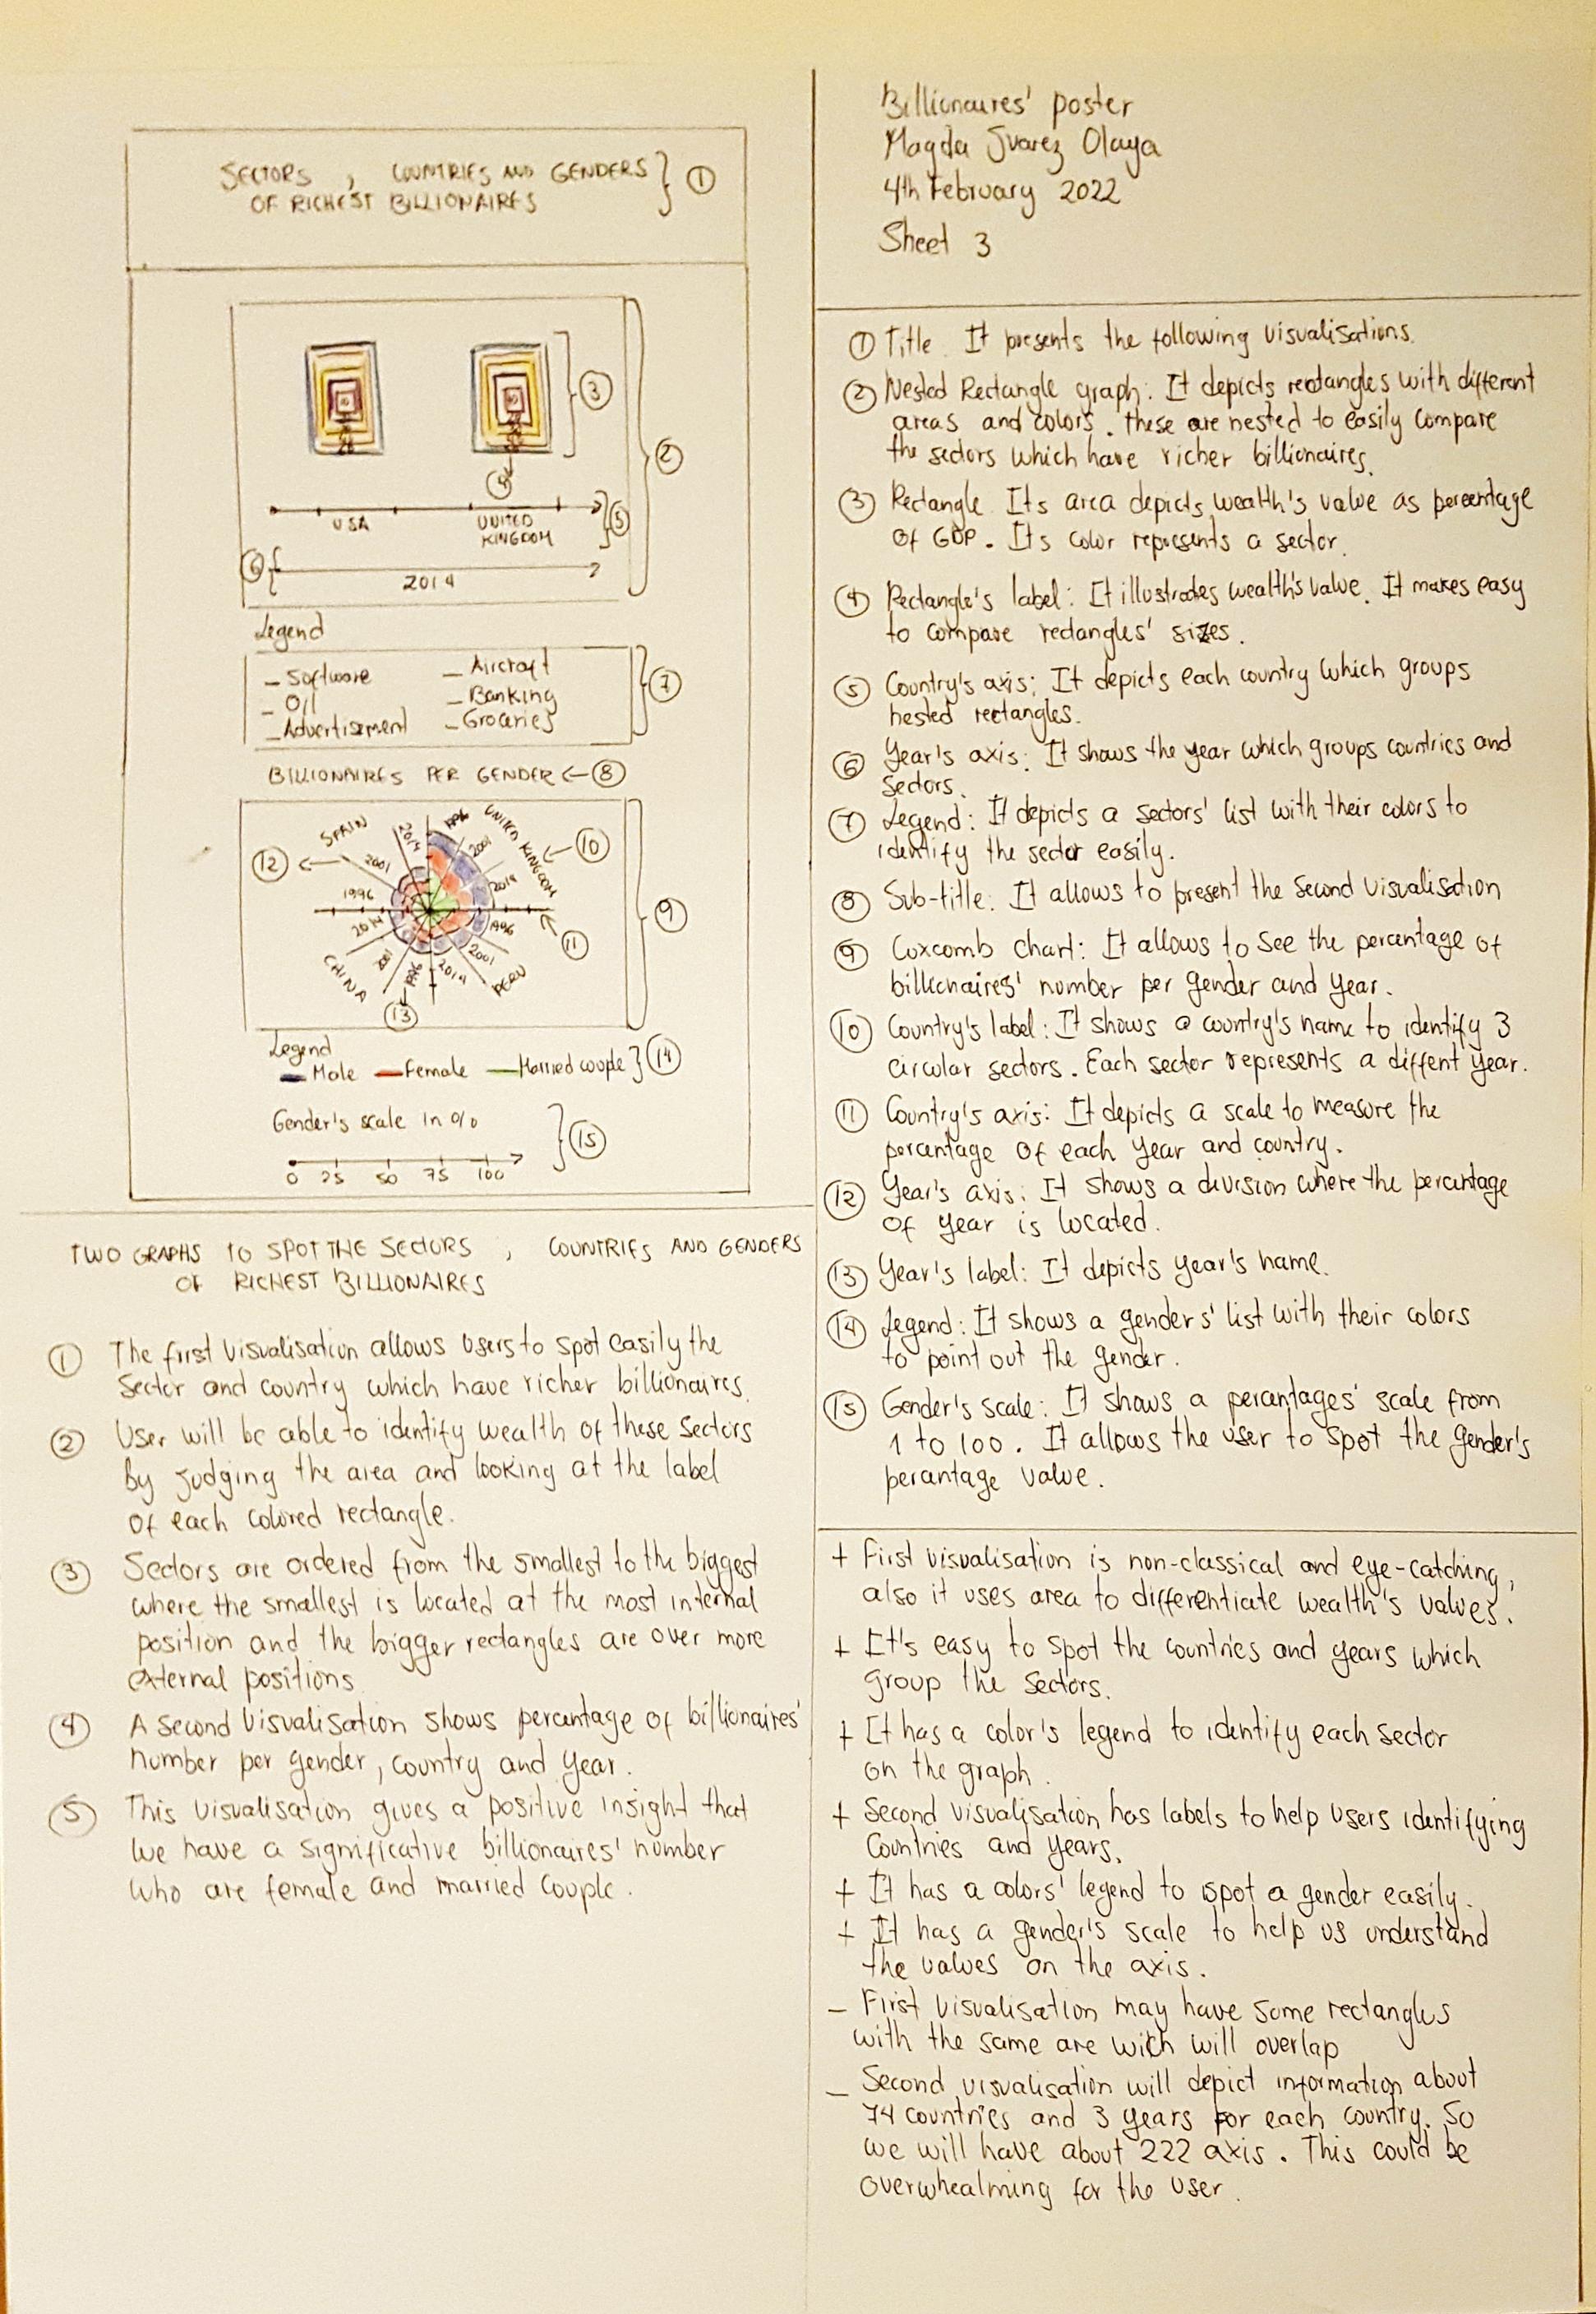 SECTORS , COUNTRIES AND GENDERS
OF RICHEST BILLIONAIRES
1
3
2
4
USA
UNITED
KINGDOM
5
6
2014
Legend
- Software
- Oil
- Advertisement
- Aircraft
- Banking
- Groceries
7
BILLIONAIRES PER GENDER ← 8
SPAIN
2014
1996
UNITED KINGDOM
10
12
2001
2001
2014
1996
2014
1996
11
9
2001
1996
2014
2001
CHINA
PERU
13
Legend
Male Female Married couple
14
Gender's scale in %
15
0 25 50 75 100
TWO GRAPHS TO SPOT THE SECTORS , COUNTRIES AND GENDERS
OF RICHEST BILLIONAIRES
1 The first visualisation allows users to spot easily the
sector and country which have richer billionaires.
2 User will be able to identify wealth of these sectors
by judging the area and looking at the label
of each colored rectangle.
3 Sectors are ordered from the smallest to the biggest
where the smallest is located at the most internal
position and the bigger rectangles are over more
external positions
4 A second visualisation shows percentage of billionaires'
number per gender, country and year.
5 This visualisation gives a positive insight that
we have a significative billionaires' number
who are female and married couple.
Billionaires' poster
Magda Juarez Olaya
4th February 2022
Sheet 3
1 Title. It presents the following visualisations.
2 Nested Rectangle graph: It depicts rectangles with different
areas and colors. these are nested to easily compare
the sectors which have richer billionaires.
3 Rectangle. Its area depicts wealth's value as percentage
of GDP. Its color represents a sector.
4 Rectangle's label: It illustrates wealth's value. It makes easy
to compare rectangles' sizes.
5 Country's axis: It depicts each country which groups
nested rectangles.
6 Year's axis: It shows the year which groups countries and
sectors.
7 Legend: It depicts a sectors' list with their colors to
identify the sector easily.
8 Sub-title: It allows to present the second visualisation
9 Coxcomb chart: It allows to see the percentage of
billionaires' number per gender and year.
10 Country's label: It shows a country's name to identify 3
circular sectors. Each sector represents a diffent year.
11 Country's axis: It depicts a scale to measure the
percentage of each year and country.
12 Year's axis: It shows a division where the percentage
of year is located.
13 Year's label: It depicts year's name.
14 Legend: It shows a genders' list with their colors
to point out the gender.
15 Gender's scale: It shows a percantages' scale from
1 to 100. It allows the user to spot the gender's
perantage value.
+ First visualisation is non-classical and eye-catching,
also it uses area to differentiate wealth's values.
+ It's easy to spot the countries and years which
group the sectors.
+ It has a color's legend to identify each sector
on the graph.
+ Second visualisation has labels to help users identifying
countries and years.
+ It has a colors' legend to spot a gender easily.
+ It has a gender's scale to help us understand
the values on the axis.
- First visualisation may have some rectangles
with the same are wich will overlap
- Second visualisation will depict information about
74 countries and 3 years for each country. So
we will have about 222 axis. This could be
overwhealming for the user.